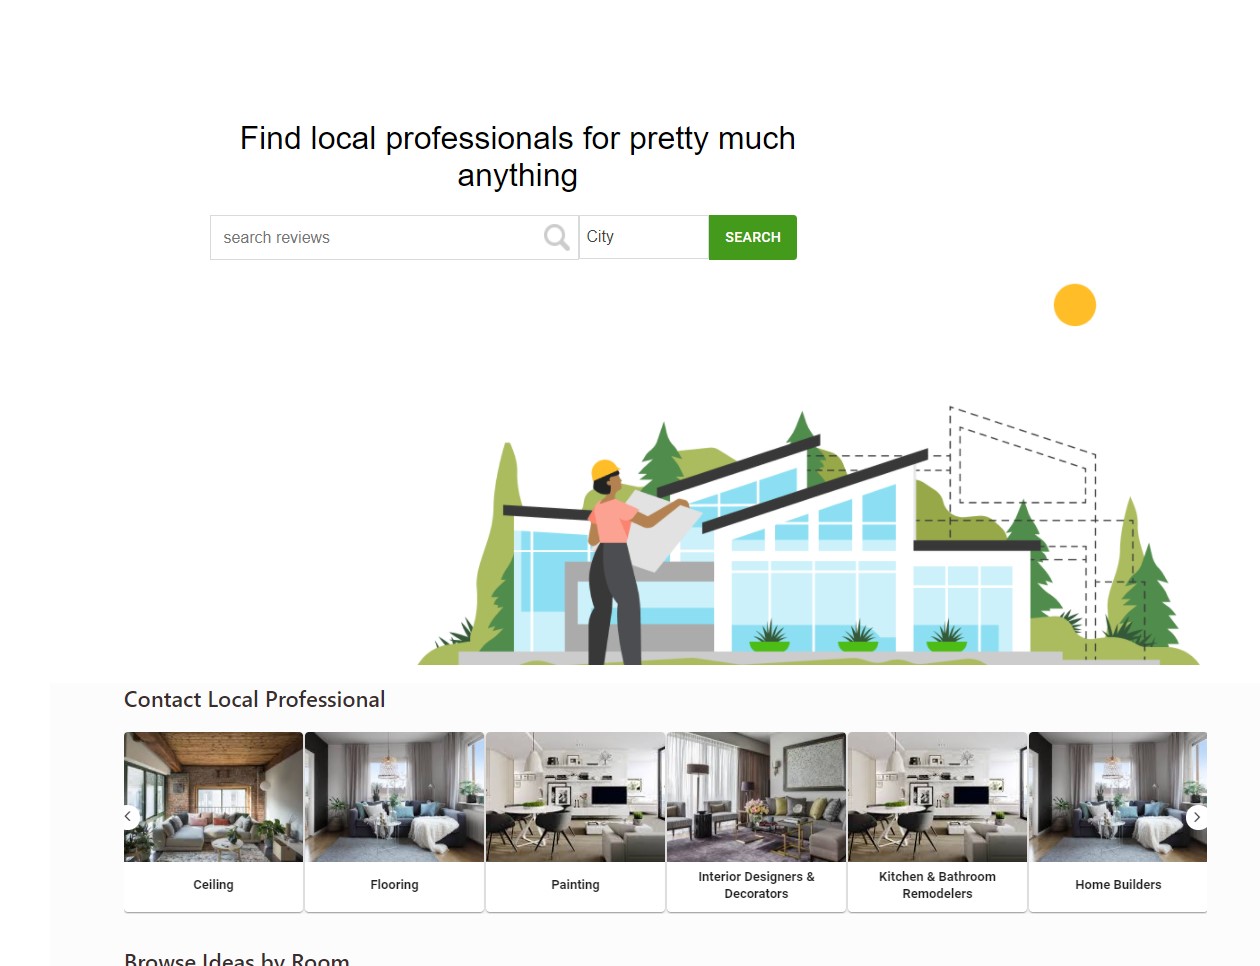 Find local professionals for pretty much
anything
search reviews
City
SEARCH
Contact Local Professional
Ceiling
Flooring
Painting
Interior Designers &
Decorators
Kitchen & Bathroom
Remodelers
Home Builders
Browse Ideas by Room